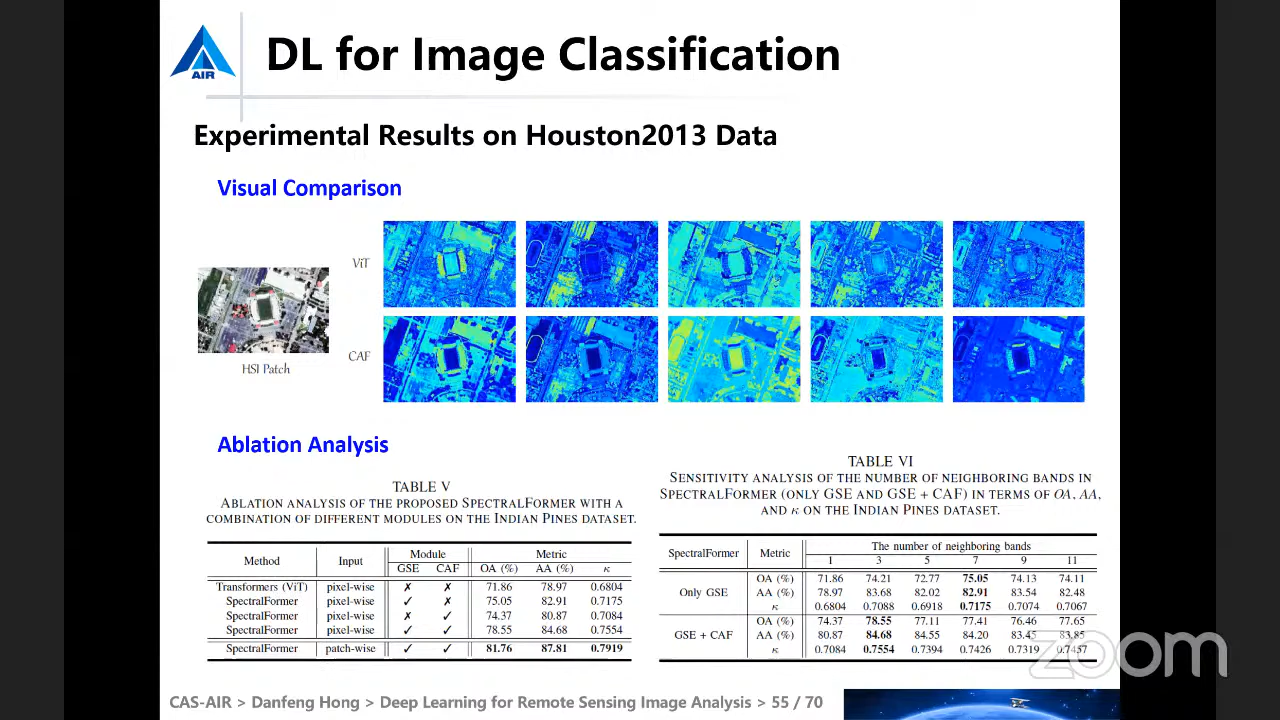 AIR
DL for Image Classification
Experimental Results on Houston2013 Data
Visual Comparison
ViT
CAF
HSI Patch
Ablation Analysis
TABLE V
ABLATION ANALYSIS OF THE PROPOSED SPECTRALFORMER WITH A
COMBINATION OF DIFFERENT MODULES ON THE INDIAN PINES DATASET.
Method Input Module Metric
GSE CAF OA (%) AA (%) κ
Transformers (ViT) pixel-wise ✗ ✗ 71.86 78.97 0.6804
SpectralFormer pixel-wise ✓ ✗ 75.05 82.91 0.7175
SpectralFormer pixel-wise ✗ ✓ 74.37 80.87 0.7084
SpectralFormer pixel-wise ✓ ✓ 78.55 84.68 0.7554
SpectralFormer patch-wise ✓ ✓ 81.76 87.81 0.7919
TABLE VI
SENSITIVITY ANALYSIS OF THE NUMBER OF NEIGHBORING BANDS IN
SPECTRALFORMER (ONLY GSE AND GSE + CAF) IN TERMS OF OA, AA,
AND κ ON THE INDIAN PINES DATASET.
SpectralFormer Metric The number of neighboring bands
1 3 5 7 9 11
Only GSE
OA (%) 71.86 74.21 72.77 75.05 74.13 74.11
AA (%) 78.97 83.68 82.02 82.91 83.54 82.48
κ 0.6804 0.7088 0.6918 0.7175 0.7074 0.7067
GSE + CAF
OA (%) 74.37 78.55 77.11 77.41 76.46 77.65
AA (%) 80.87 84.68 84.55 84.20 83.45 83.85
κ 0.7084 0.7554 0.7394 0.7426 0.7319 0.7457
zoom
CAS-AIR > Danfeng Hong > Deep Learning for Remote Sensing Image Analysis > 55 / 70